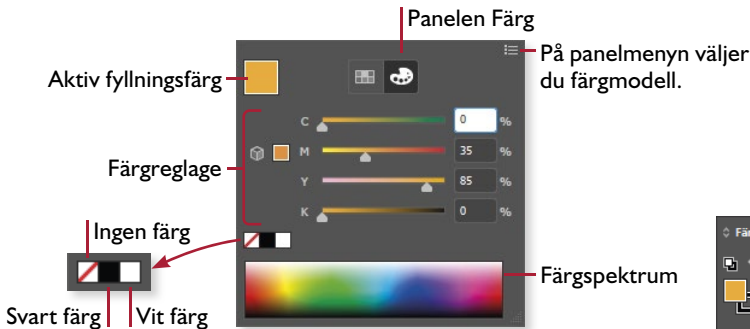 Panelen Färg
På panelmenyn väljer
du färgmodell.
Aktiv fyllningsfärg
C 0 %
M 35 %
Y 85 %
K 0 %
Färgreglage
Ingen färg
Färgspektrum
Svart färg
Vit färg